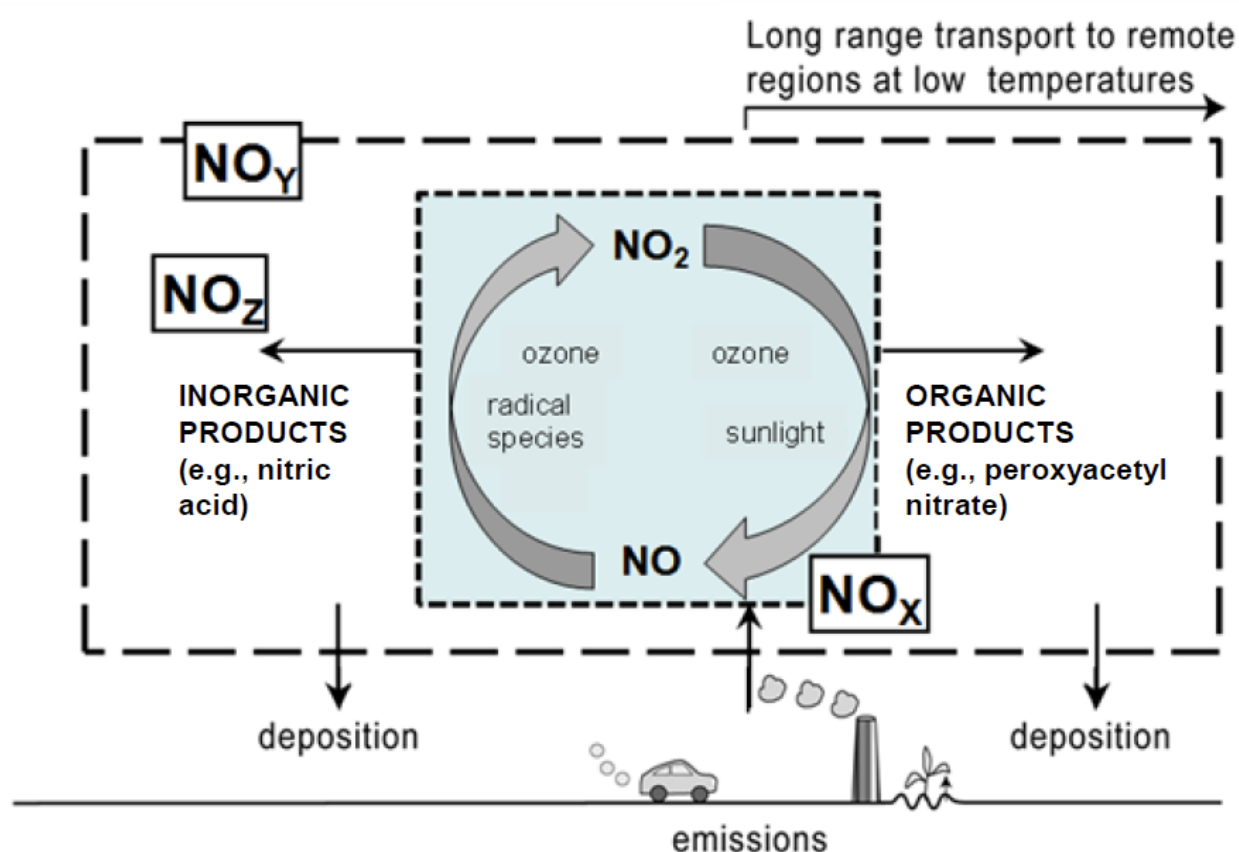 Long range transport to remote
regions at low temperatures
NOY
NOZ
NO2
ozone
ozone
radical
species
sunlight
INORGANIC
PRODUCTS
(e.g., nitric
acid)
ORGANIC
PRODUCTS
(e.g., peroxyacetyl
nitrate)
NO
NOX
deposition
deposition
emissions